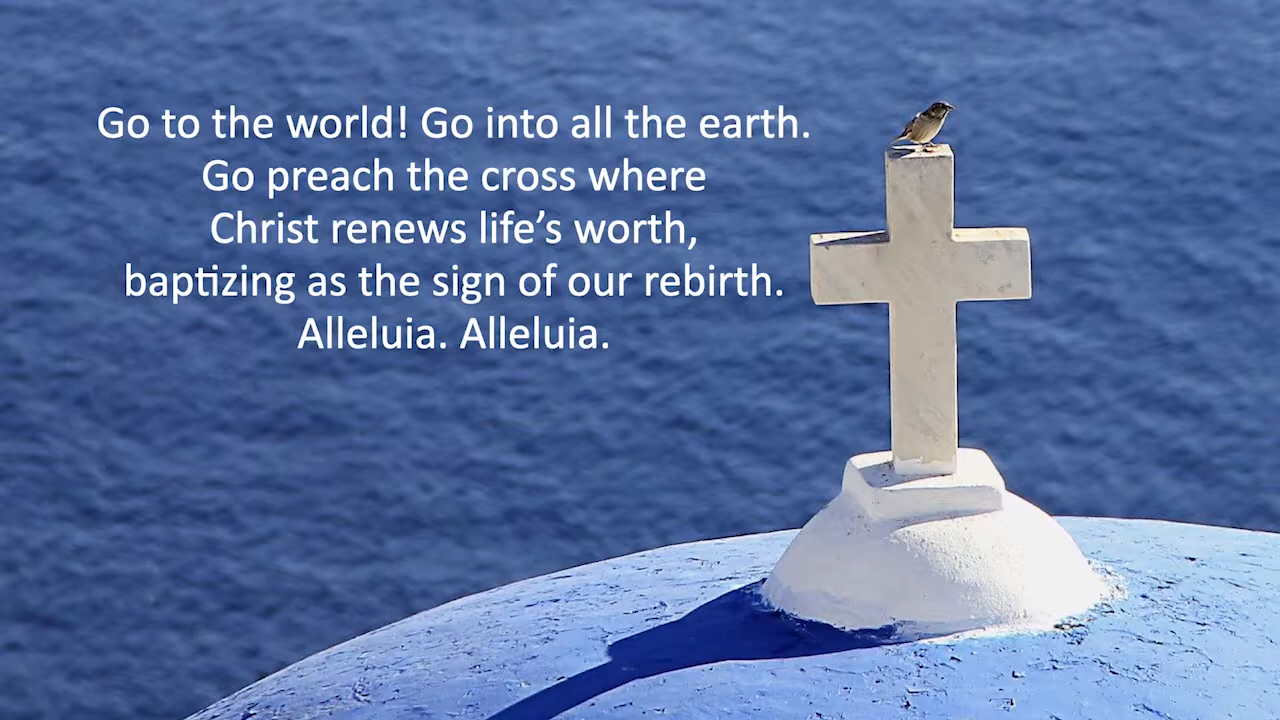 Go to the world! Go into all the earth.
Go preach the cross where
Christ renews life’s worth,
baptizing as the sign of our rebirth.
Alleluia. Alleluia.